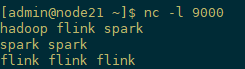 [admin@node21 ~]$ nc -l 9000
hadoop flink spark
spark spark
flink flink flink